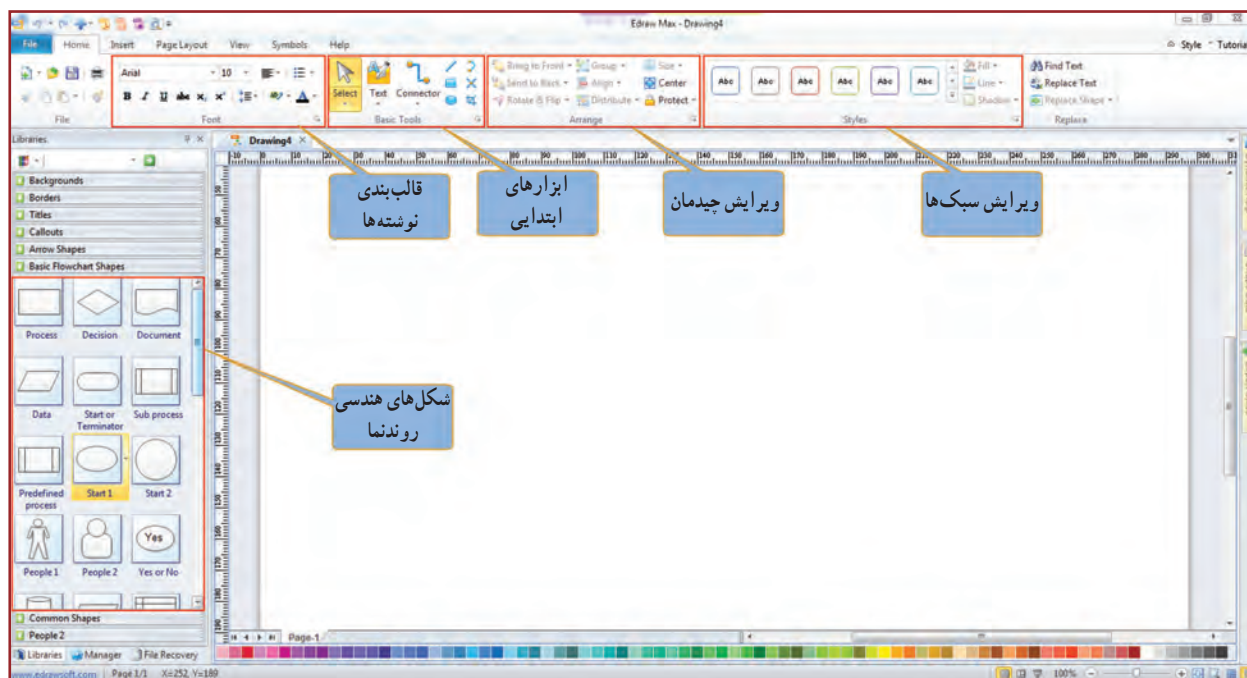 Edraw Max - Drawing4
File Home Insert Page Layout View Symbols Help
Style Tutoria
Arial 10
Select Text Connector
Bring to Front Group Size
Send to Back Align Center
Rotate & Flip Distribute Protect
Abc Abc Abc Abc Abc Abc
Fill
Line
Shadow
Find Text
Replace Text
Replace Shape
B I U abc x, x'
File Font Basic Tools Arrange Styles Replace
Libraries
Drawing4
Backgrounds
Borders
Titles
Callouts
Arrow Shapes
Basic Flowchart Shapes
قالب‌بندی
نوشته‌ها
ابزارهای
ابتدایی
ویرایش چیدمان
ویرایش سبک‌ها
Process Decision Document
Data Start or Terminator Sub process
شکل‌های هندسی
روندنما
Predefined process Start 1 Start 2
Yes
People 1 People 2 Yes or No
Common Shapes
People 2
Page-1
Libraries Manager File Recovery
www.edrawsoft.com Page 1/1 X=252, Y=189 100%